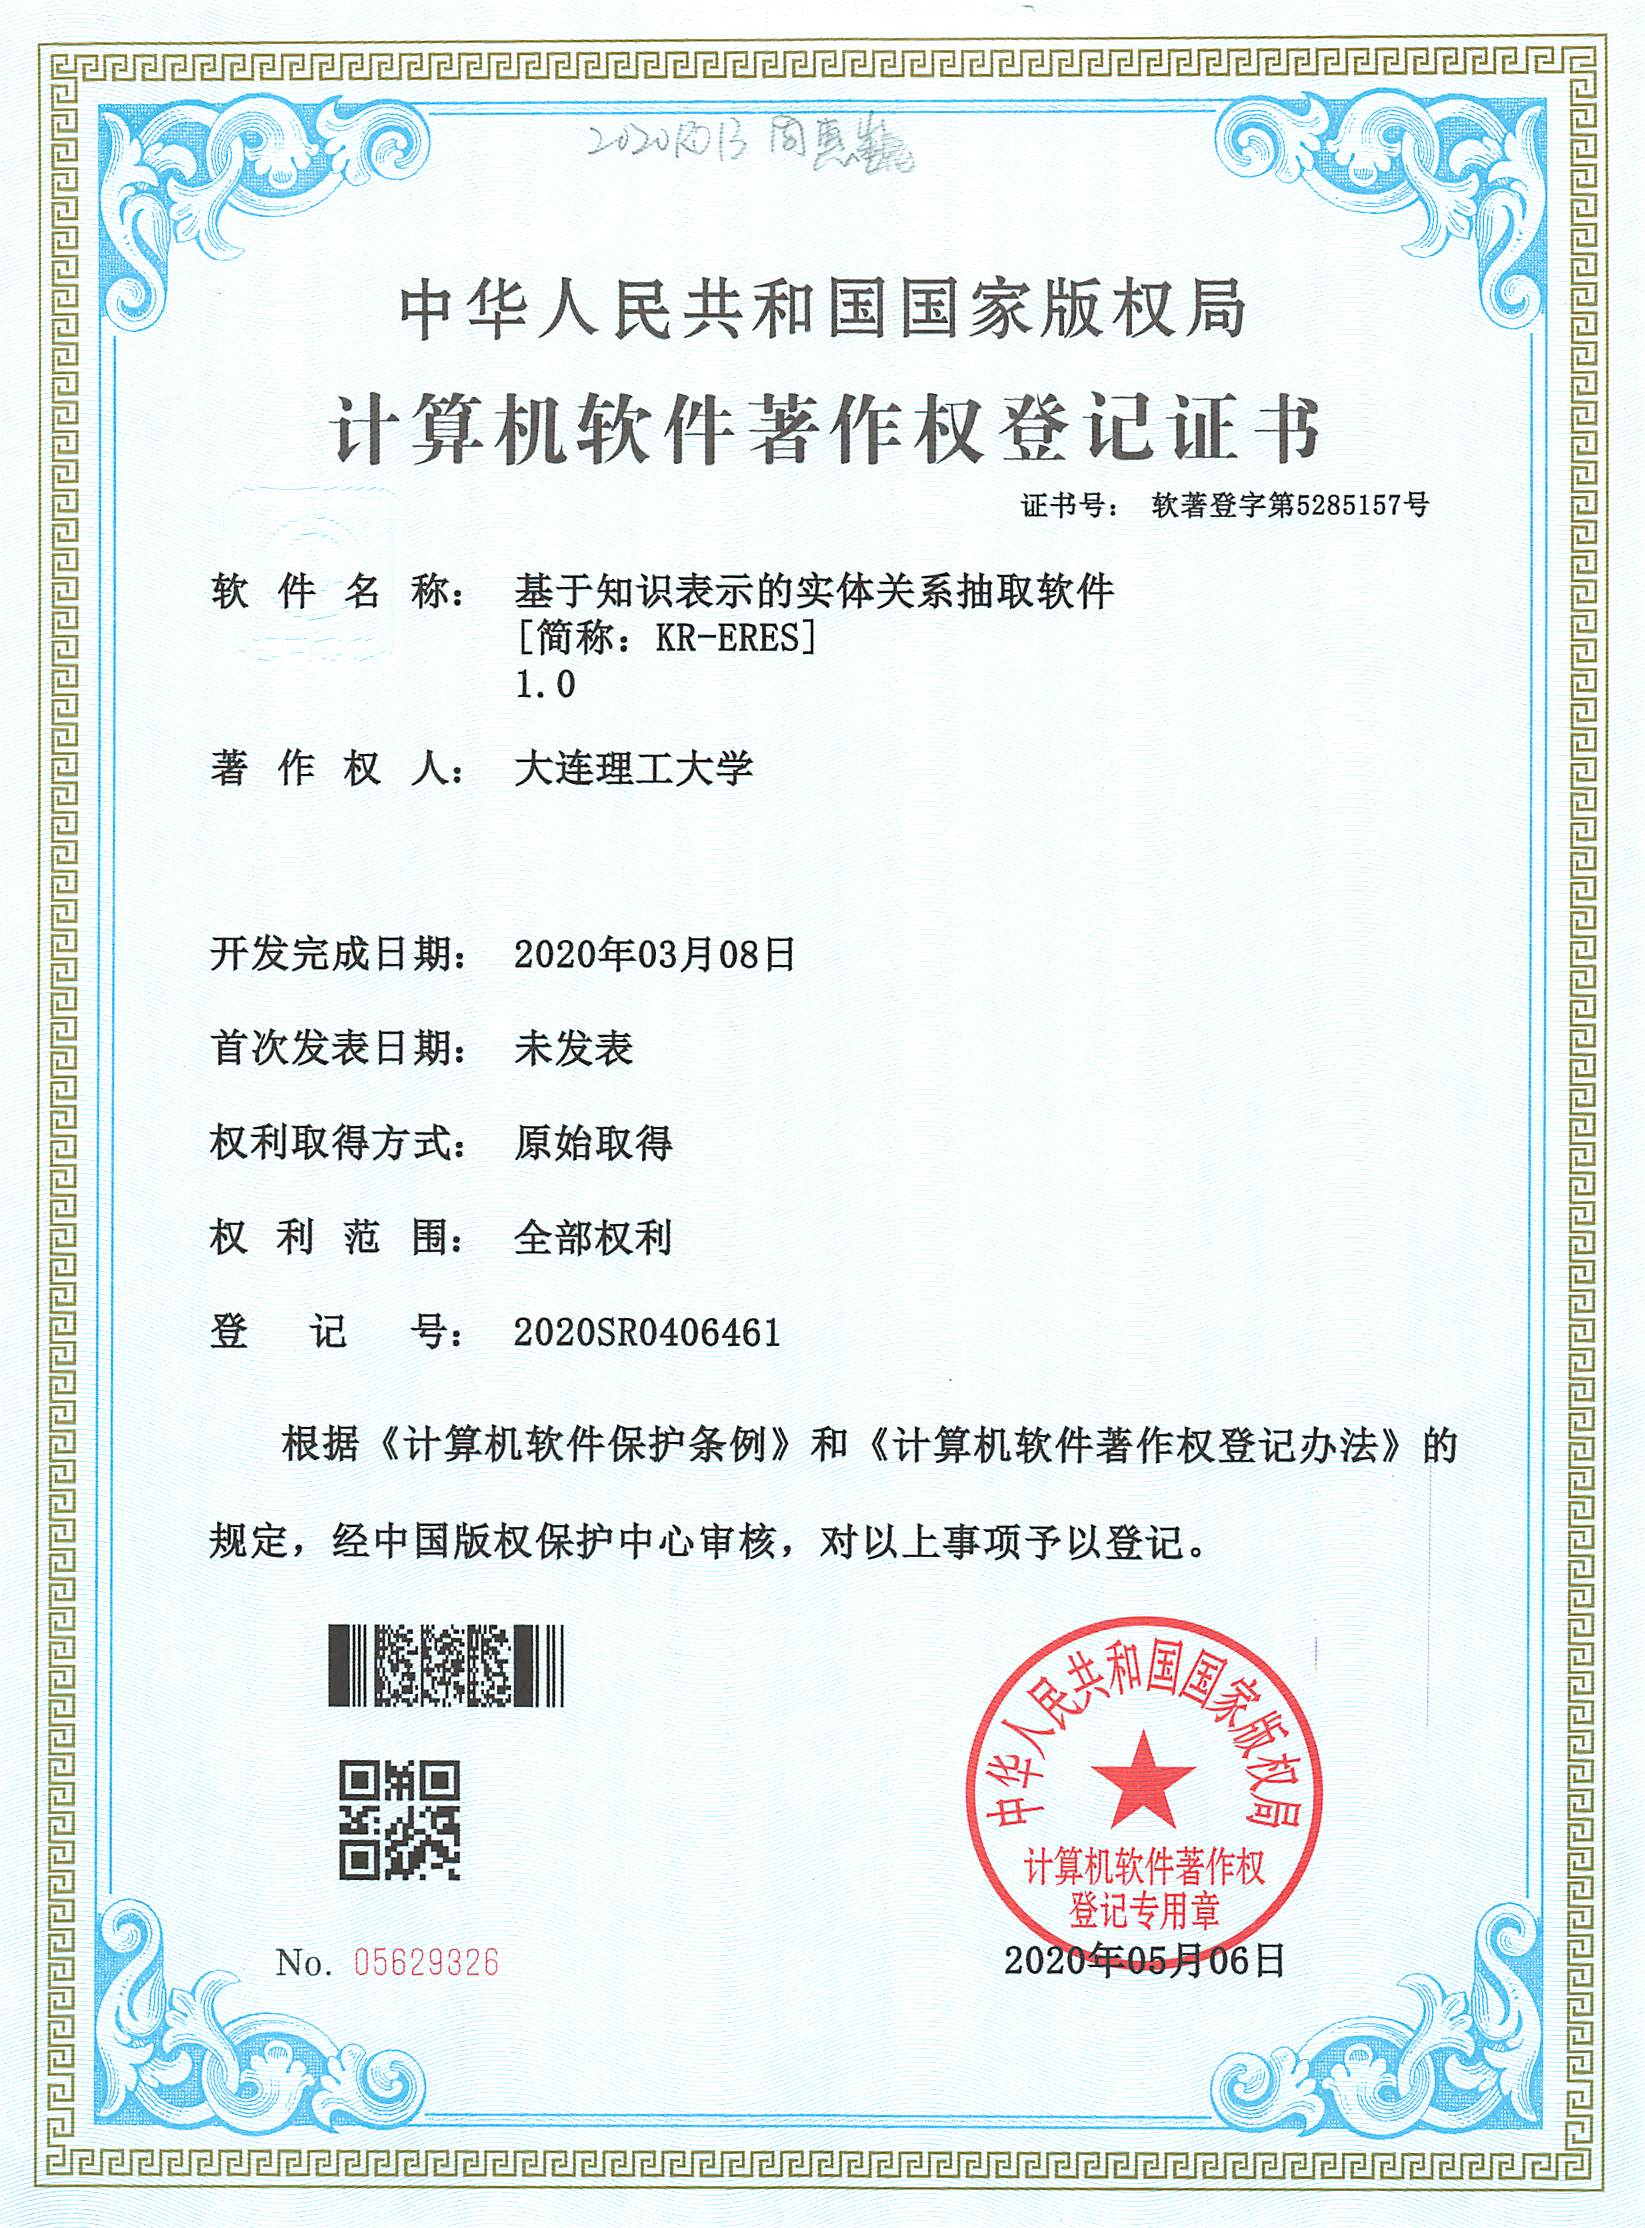 中华人民共和国国家版权局
计算机软件著作权登记证书
证书号： 软著登字第5285157号
软件名称： 基于知识表示的实体关系抽取软件
[简称：KR-ERES]
1.0
著作权人： 大连理工大学
开发完成日期： 2020年03月08日
首次发表日期： 未发表
权利取得方式： 原始取得
权利范围： 全部权利
登记号： 2020SR0406461
根据《计算机软件保护条例》和《计算机软件著作权登记办法》的
规定，经中国版权保护中心审核，对以上事项予以登记。
中华人民共和国国家版权局
计算机软件著作权
登记专用章
No. 05629326
2020年05月06日